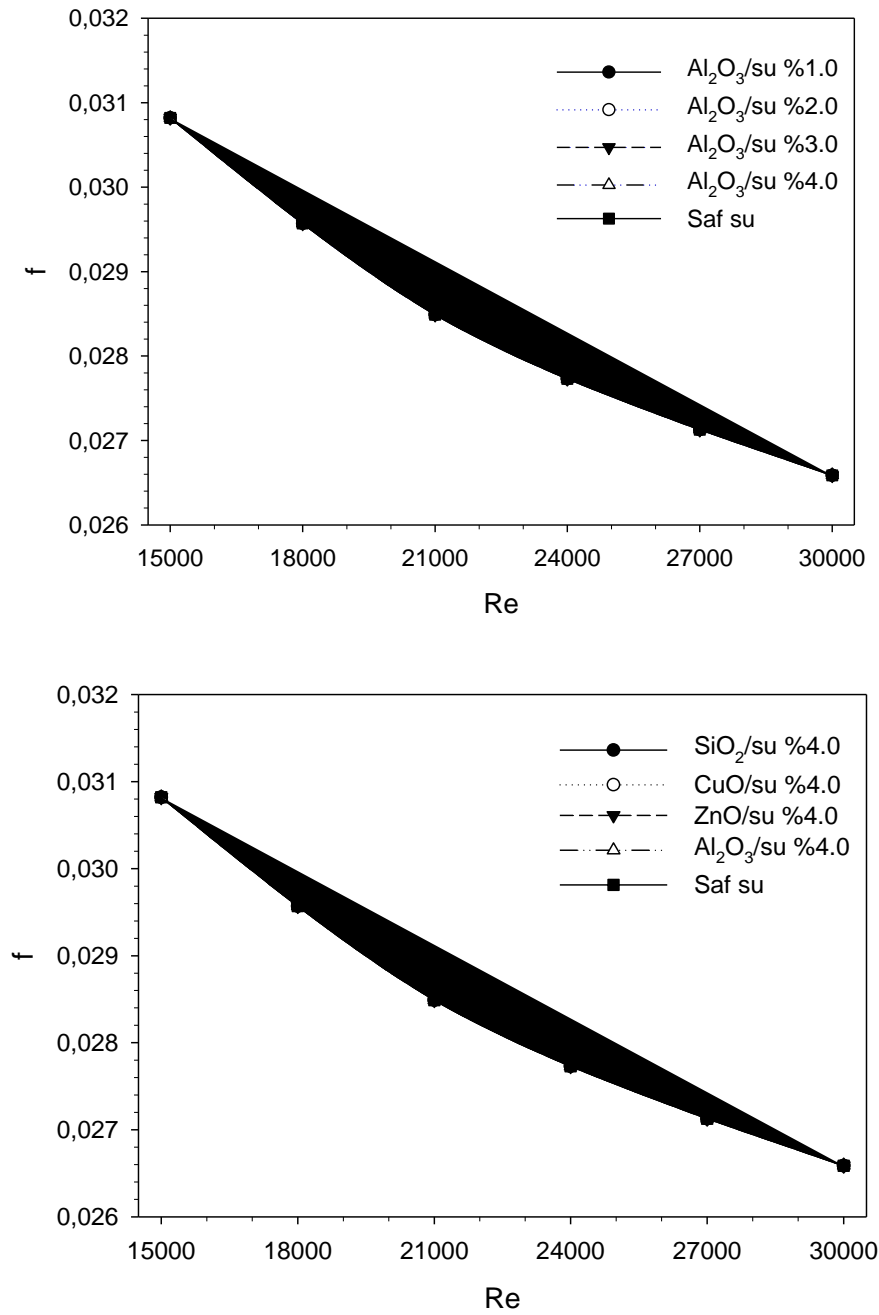 0,032
0,031
0,030
0,029
0,028
0,027
0,026
f
Al₂O₃/su %1.0
Al₂O₃/su %2.0
Al₂O₃/su %3.0
Al₂O₃/su %4.0
Saf su
15000 18000 21000 24000 27000 30000
Re
0,032
0,031
0,030
0,029
0,028
0,027
0,026
f
SiO₂/su %4.0
CuO/su %4.0
ZnO/su %4.0
Al₂O₃/su %4.0
Saf su
15000 18000 21000 24000 27000 30000
Re